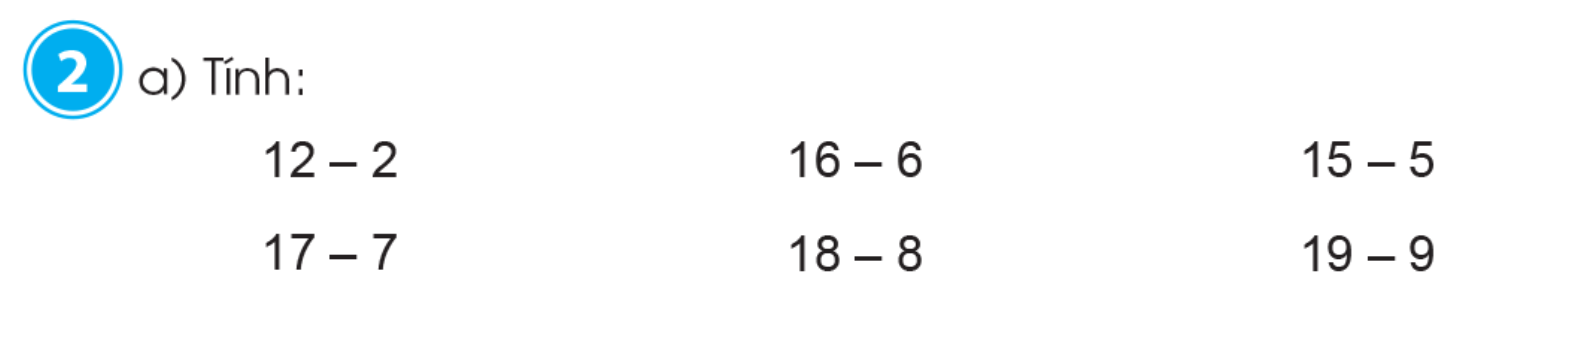 2 a) Tính:
12 – 2 16 – 6 15 – 5
17 – 7 18 – 8 19 – 9